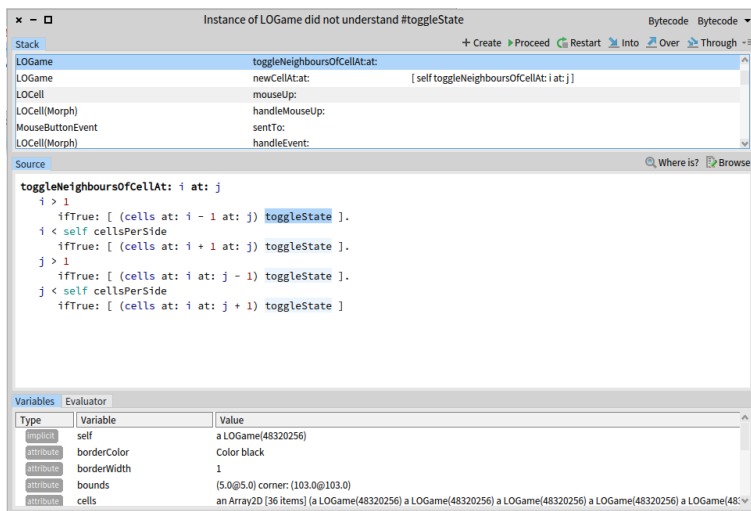 Instance of LOGame did not understand #toggleState
Bytecode Bytecode
Stack
Create Proceed Restart Into Over Through
LOGame toggleNeighboursOfCellAt:at:
LOGame newCellAt:at: [ self toggleNeighboursOfCellAt: i at: j ]
LOCell mouseUp:
LOCell(Morph) handleMouseUp:
MouseButtonEvent sentTo:
LOCell(Morph) handleEvent:
Source
Where is? Browse
toggleNeighboursOfCellAt: i at: j
i > 1
ifTrue: [ (cells at: i - 1 at: j) toggleState ].
i < self cellsPerSide
ifTrue: [ (cells at: i + 1 at: j) toggleState ].
j > 1
ifTrue: [ (cells at: i at: j - 1) toggleState ].
j < self cellsPerSide
ifTrue: [ (cells at: i at: j + 1) toggleState ]
Variables Evaluator
Type Variable Value
implicit self a LOGame(48320256)
attribute borderColor Color black
attribute borderWidth 1
attribute bounds (5.0@5.0) corner: (103.0@103.0)
attribute cells an Array2D [36 items] (a LOGame(48320256) a LOGame(48320256) a LOGame(48320256) a LOGame(48320256) a LOGame(48: